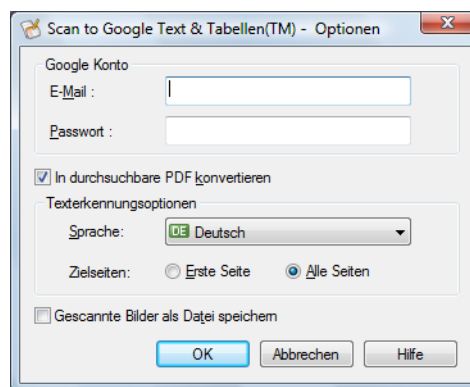 Scan to Google Text & Tabellen(TM) - Optionen
Google Konto
E-Mail :
Passwort :
In durchsuchbare PDF konvertieren
Texterkennungsoptionen
Sprache: DE Deutsch
Zielseiten: Erste Seite Alle Seiten
Gescannte Bilder als Datei speichern
OK Abbrechen Hilfe